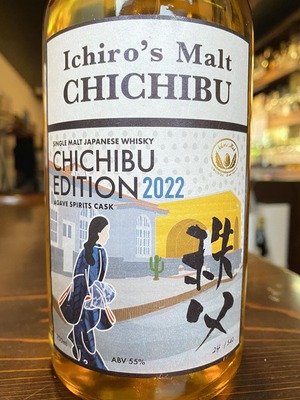 Ichiro's Malt
CHICHIBU
SINGLE MALT JAPANESE WHISKY
CHICHIBU
EDITION 2022
AGAVE SPIRITS CASK
秩父
ABV 55%